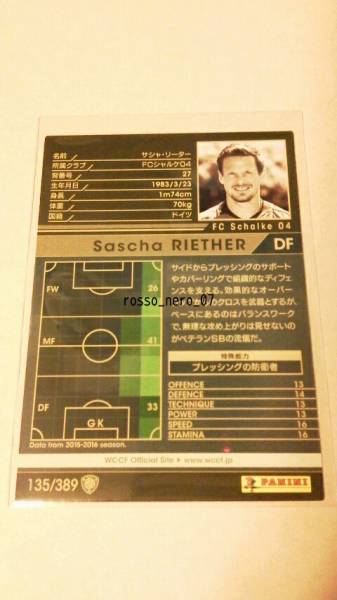 名前 サシャ・リーター
所属クラブ FCシャルケ04
背番号 27
生年月日 1983/3/23
身長 1m74cm
体重 70kg
国籍 ドイツ
FC Schalke 04
Sascha RIETHER DF
サイドからプレッシングのサポート
やカバーリングで組織的なディフェ
ンスを支える。効果的なオーバー
からのクロスを武器とするが、
ベースにあるのはバランスワーク
で、無理な攻め上がりは見せないのが
ベテランSBの流儀だ。
rosso_nero_07
FW 26
MF 41
DF 33
GK
特殊能力
プレッシングの防衛者
OFFENCE 13
DEFENCE 14
TECHNIQUE 13
POWER 13
SPEED 16
STAMINA 16
Data from 2015-2016 season.
WCCF Official Site www.wccf.jp
135/389
PANINI